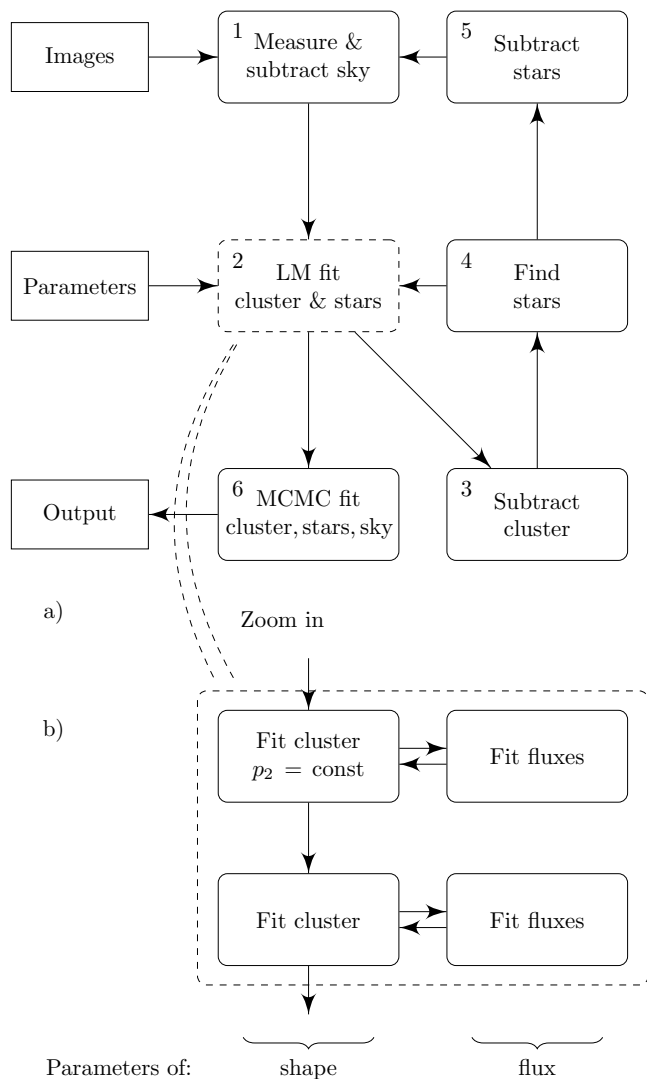 Images
1
Measure &
subtract sky
5
Subtract
stars
Parameters
2
LM fit
cluster & stars
4
Find
stars
Output
6
MCMC fit
cluster, stars, sky
3
Subtract
cluster
a)
Zoom in
b)
Fit cluster
p₂ = const
Fit fluxes
Fit cluster
Fit fluxes
Parameters of:
shape
flux